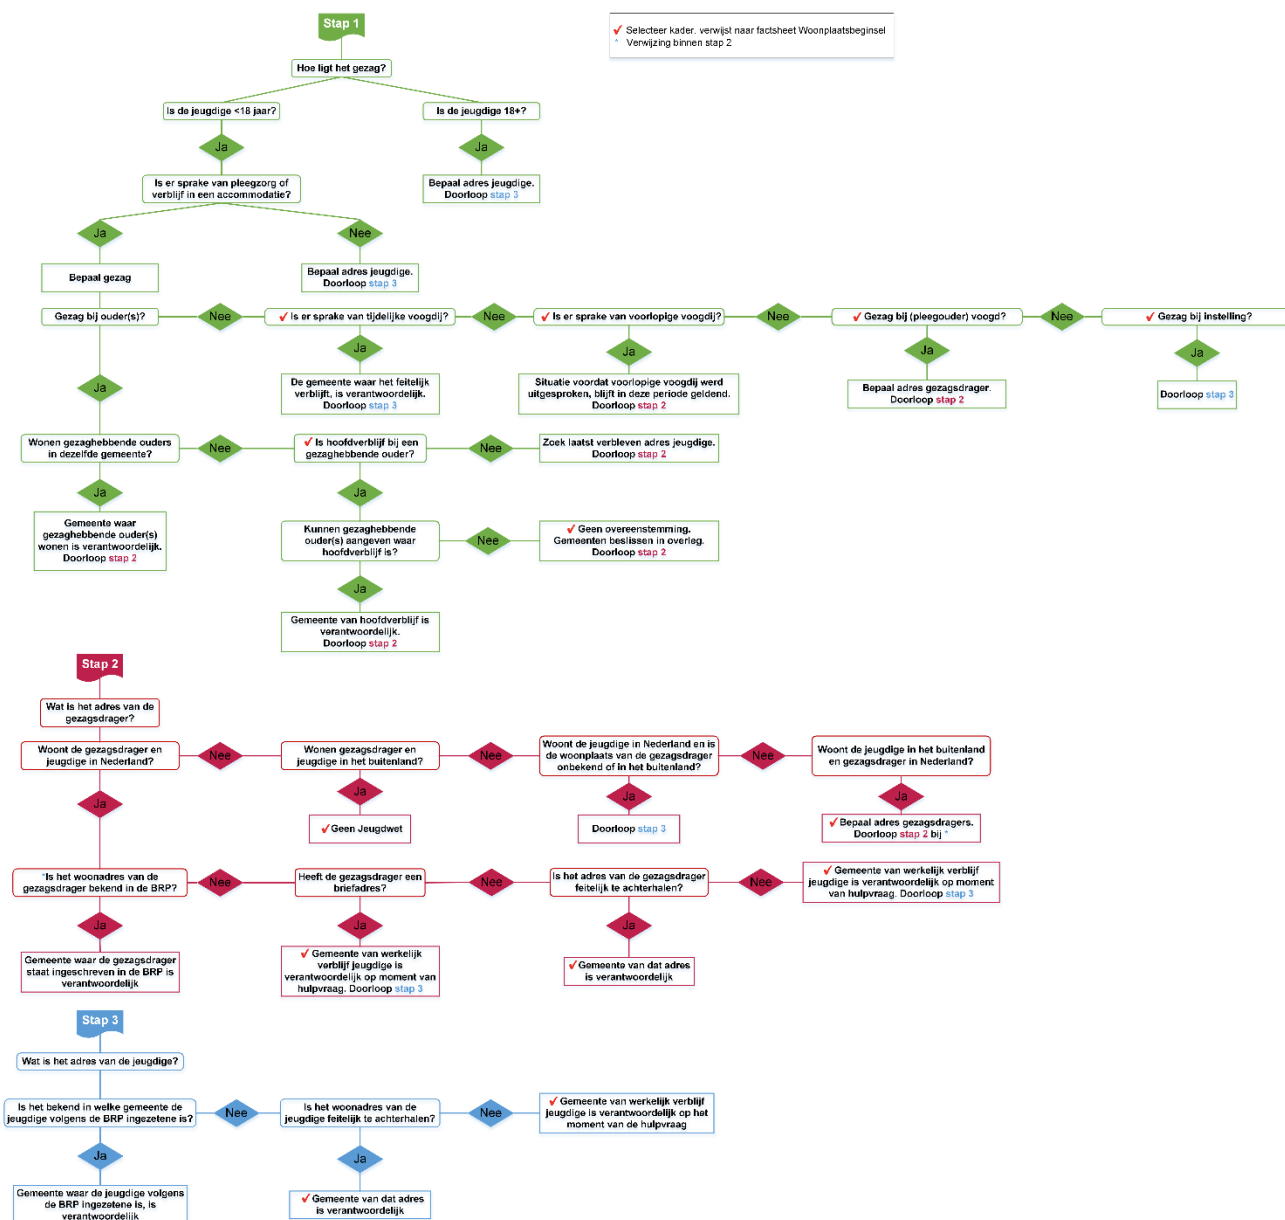 Stap 1
✓ Selecteer kader. verwijst naar factsheet Woonplaatsbeginsel
* Verwijzing binnen stap 2
Hoe ligt het gezag?
Is de jeugdige <18 jaar?
Is de jeugdige 18+?
Ja
Ja
Is er sprake van pleegzorg of
verblijf in een accommodatie?
Bepaal adres jeugdige.
Doorloop stap 3
Ja
Nee
Bepaal gezag
Bepaal adres jeugdige.
Doorloop stap 3
Gezag bij ouder(s)?
Nee
✓ Is er sprake van tijdelijke voogdij?
Nee
✓ Is er sprake van voorlopige voogdij?
Nee
✓ Gezag bij (pleegouder) voogd?
Nee
✓ Gezag bij instelling?
Ja
Ja
Ja
Ja
Ja
De gemeente waar het feitelijk
verblijft, is verantwoordelijk.
Doorloop stap 3
Situatie voordat voorlopige voogdij werd
uitgesproken, blijft in deze periode geldend.
Doorloop stap 2
Bepaal adres gezagsdrager.
Doorloop stap 2
Doorloop stap 3
Wonen gezaghebbende ouders
in dezelfde gemeente?
Nee
✓ Is hoofdverblijf bij een
gezaghebbende ouder?
Nee
Zoek laatst verbleven adres jeugdige.
Doorloop stap 2
Ja
Ja
Gemeente waar
gezaghebbende ouder(s)
wonen is verantwoordelijk.
Doorloop stap 2
Kunnen gezaghebbende
ouder(s) aangeven waar
hoofdverblijf is?
Nee
✓ Geen overeenstemming.
Gemeenten beslissen in overleg.
Doorloop stap 2
Ja
Gemeente van hoofdverblijf is
verantwoordelijk.
Doorloop stap 2
Stap 2
Wat is het adres van de
gezagsdrager?
Woont de gezagsdrager en
jeugdige in Nederland?
Nee
Wonen gezagsdrager en
jeugdige in het buitenland?
Nee
Woont de jeugdige in Nederland en is
de woonplaats van de gezagsdrager
onbekend of in het buitenland?
Nee
Woont de jeugdige in het buitenland
en gezagsdrager in Nederland?
Ja
Ja
Ja
Ja
✓ Geen Jeugdwet
Doorloop stap 3
✓ Bepaal adres gezagsdragers.
Doorloop stap 2 bij *
*Is het woonadres van de
gezagsdrager bekend in de BRP?
Nee
Heeft de gezagsdrager een
briefadres?
Nee
Is het adres van de gezagsdrager
feitelijk te achterhalen?
Nee
✓ Gemeente van werkelijk verblijf
jeugdige is verantwoordelijk op moment
van hulpvraag. Doorloop stap 3
Ja
Ja
Ja
Gemeente waar de gezagsdrager
staat ingeschreven in de BRP is
verantwoordelijk
✓ Gemeente van werkelijk
verblijf jeugdige is
verantwoordelijk op moment van
hulpvraag. Doorloop stap 3
✓ Gemeente van dat adres
is verantwoordelijk
Stap 3
Wat is het adres van de jeugdige?
Is het bekend in welke gemeente de
jeugdige volgens de BRP ingezetene is?
Nee
Is het woonadres van de
jeugdige feitelijk te achterhalen?
Nee
✓ Gemeente van werkelijk verblijf
jeugdige is verantwoordelijk op het
moment van de hulpvraag
Ja
Ja
Gemeente waar de jeugdige volgens
de BRP ingezetene is, is
verantwoordelijk
✓ Gemeente van dat adres
is verantwoordelijk